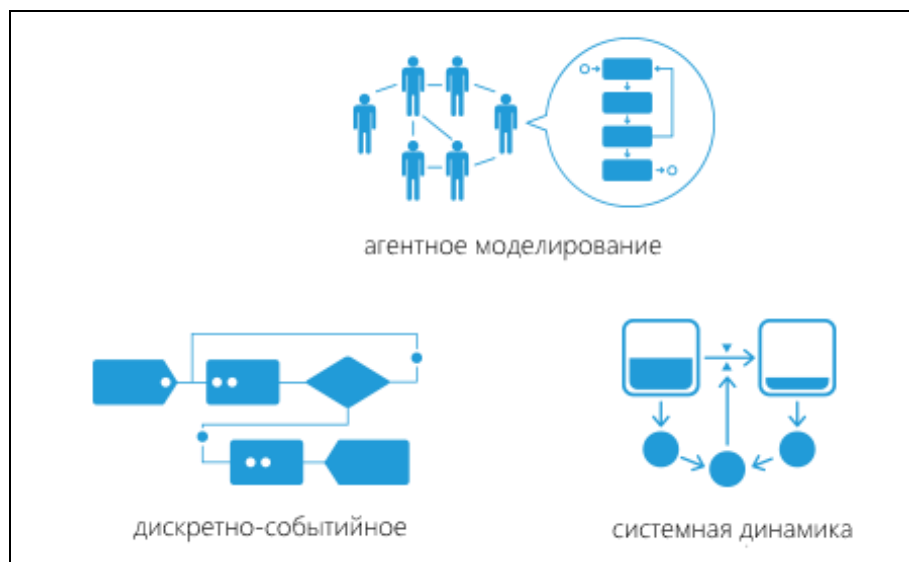 агентное моделирование
дискретно-событийное
системная динамика